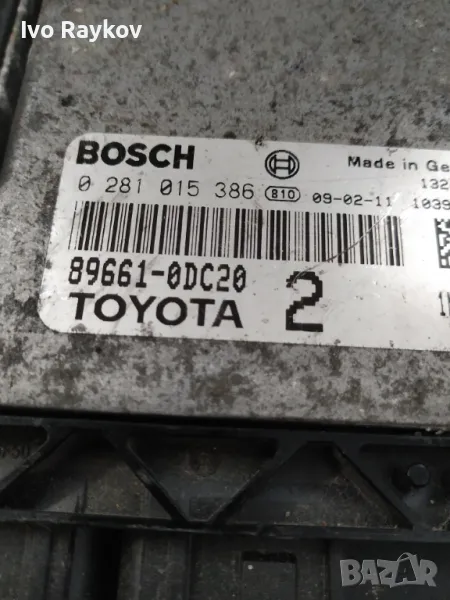 Ivo Raykov
BOSCH
Made in Ge
0 281 015 386 810 09-02-11 1039
132
89661-0DC20
TOYOTA 2
BAZAR